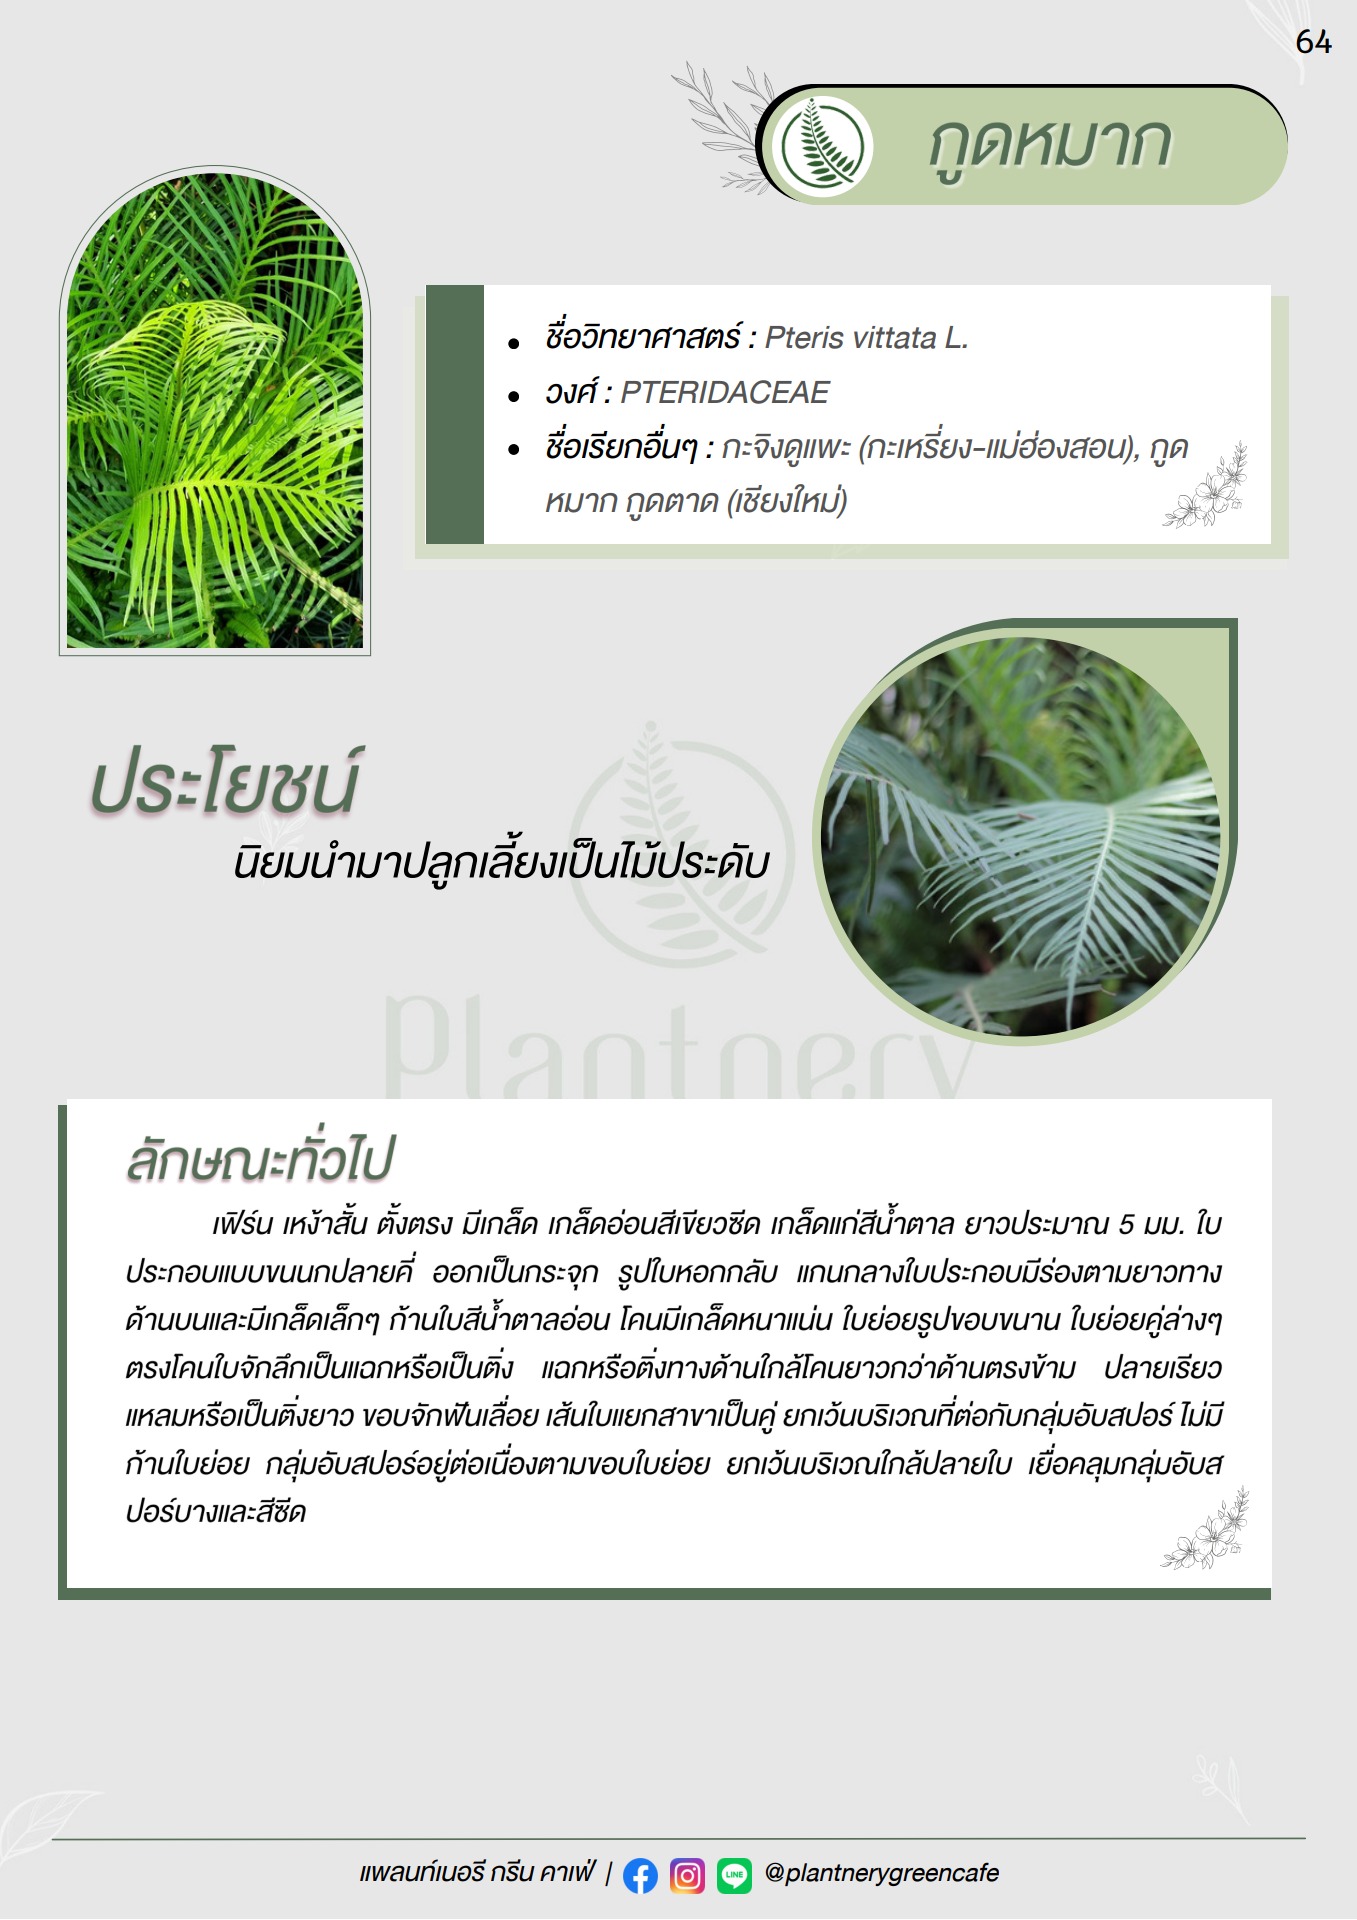 64
กูดหมาก
ชื่อวิทยาศาสตร์ : Pteris vittata L.
วงศ์ : PTERIDACEAE
ชื่อเรียกอื่นๆ : กะจิงดูแพะ (กะเหรี่ยง-แม่ฮ่องสอน), กูด
หมาก กูดตาด (เชียงใหม่)
ประโยชน์
นิยมนำมาปลูกเลี้ยงเป็นไม้ประดับ
Plantnery
ลักษณะทั่วไป
เฟิร์น เหง้าสั้น ตั้งตรง มีเกล็ด เกล็ดอ่อนสีเขียวซีด เกล็ดแก่สีน้ำตาล ยาวประมาณ 5 มม. ใบ
ประกอบแบบขนนกปลายคี่ ออกเป็นกระจุก รูปใบหอกกลับ แกนกลางใบประกอบมีร่องตามยาวทาง
ด้านบนและมีเกล็ดเล็กๆ ก้านใบสีน้ำตาลอ่อน โคนมีเกล็ดหนาแน่น ใบย่อยรูปขอบขนาน ใบย่อยคู่ล่างๆ
ตรงโคนใบจักลึกเป็นแฉกหรือเป็นติ่ง แฉกหรือติ่งทางด้านใกล้โคนยาวกว่าด้านตรงข้าม ปลายเรียว
แหลมหรือเป็นติ่งยาว ขอบจักฟันเลื่อย เส้นใบแยกสาขาเป็นคู่ ยกเว้นบริเวณที่ต่อกับกลุ่มอับสปอร์ ไม่มี
ก้านใบย่อย กลุ่มอับสปอร์อยู่ต่อเนื่องตามขอบใบย่อย ยกเว้นบริเวณใกล้ปลายใบ เยื่อคลุมกลุ่มอับส
ปอร์บางและสีซีด
แพลนท์เนอรี กรีน คาเฟ่ | LINE @plantnerygreencafe